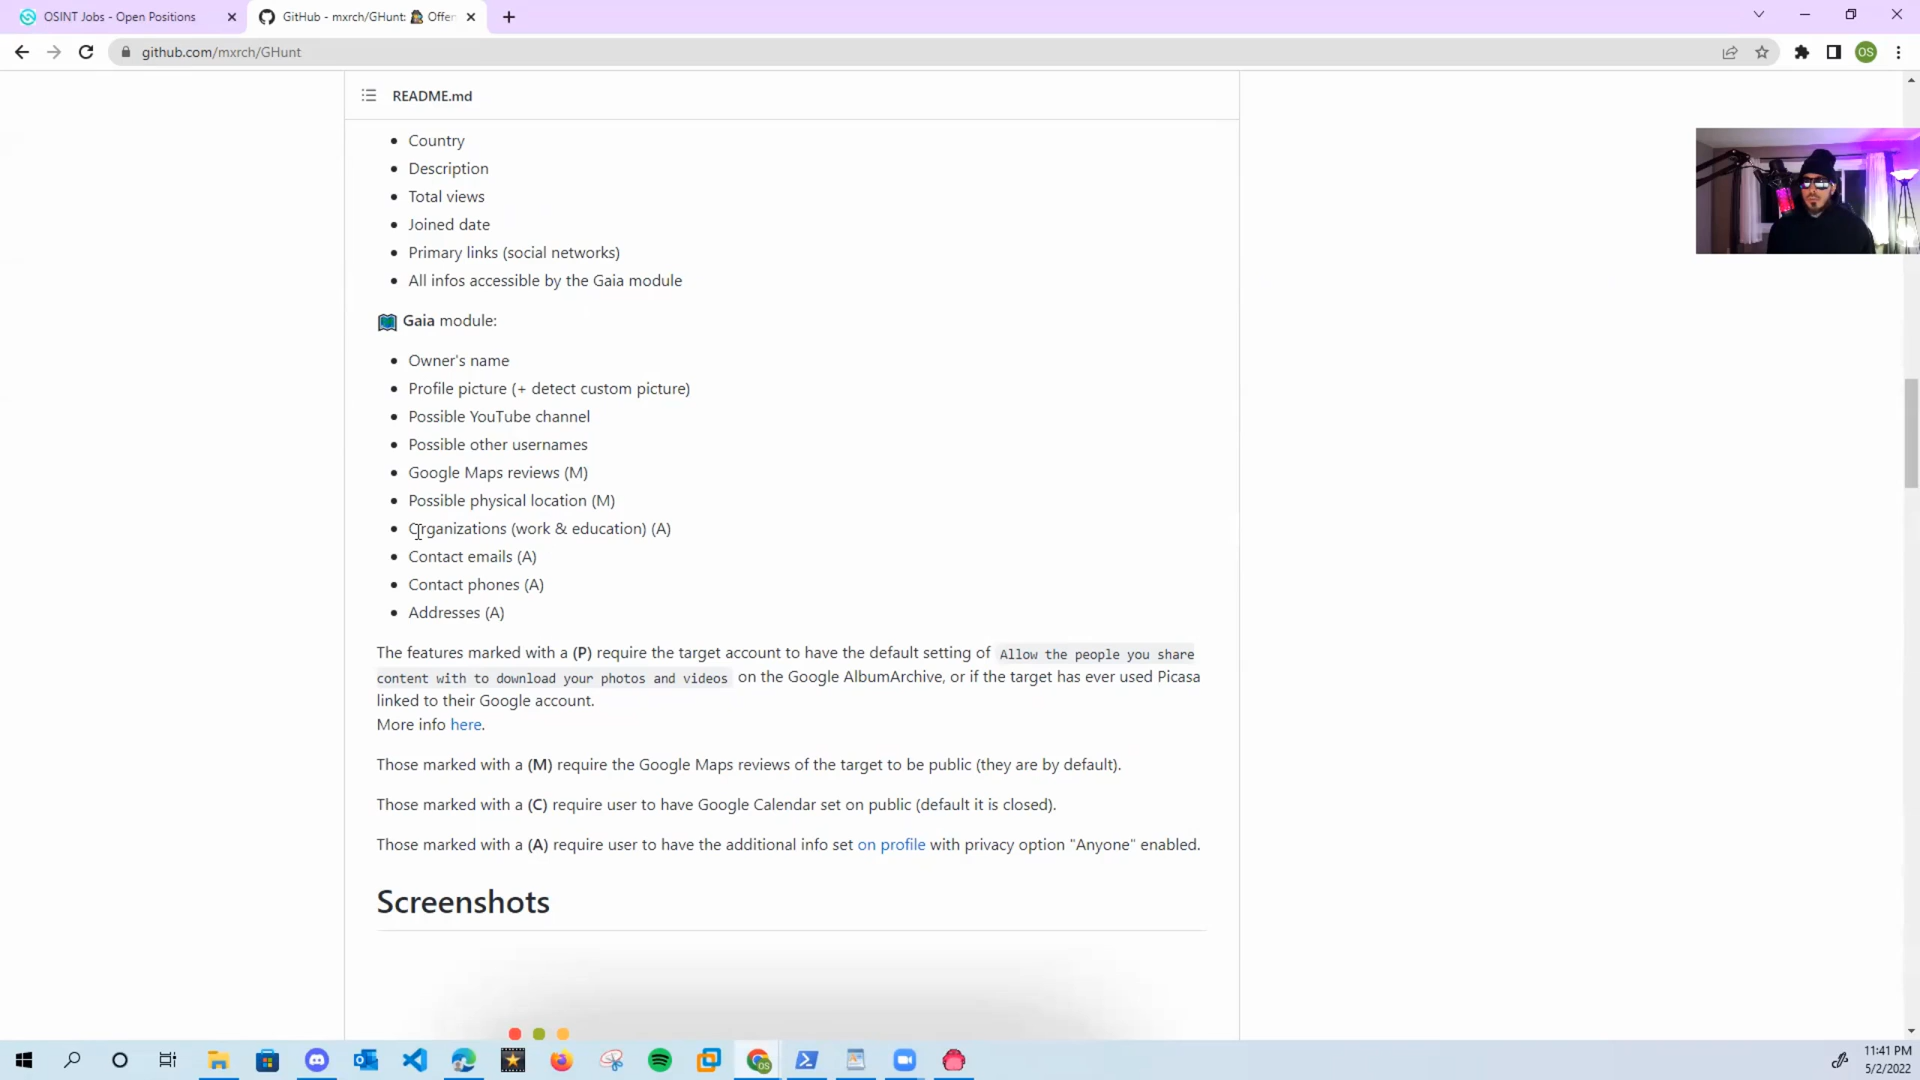 OSINT Jobs - Open Positions
GitHub - mxrch/GHunt: 🕵️ Offen
github.com/mxrch/GHunt
OS
README.md
Country
Description
Total views
Joined date
Primary links (social networks)
All infos accessible by the Gaia module
Gaia module:
Owner's name
Profile picture (+ detect custom picture)
Possible YouTube channel
Possible other usernames
Google Maps reviews (M)
Possible physical location (M)
Organizations (work & education) (A)
Contact emails (A)
Contact phones (A)
Addresses (A)
The features marked with a (P) require the target account to have the default setting of Allow the people you share
content with to download your photos and videos on the Google AlbumArchive, or if the target has ever used Picasa
linked to their Google account.
More info here.
Those marked with a (M) require the Google Maps reviews of the target to be public (they are by default).
Those marked with a (C) require user to have Google Calendar set on public (default it is closed).
Those marked with a (A) require user to have the additional info set on profile with privacy option "Anyone" enabled.
Screenshots
11:41 PM
5/2/2022